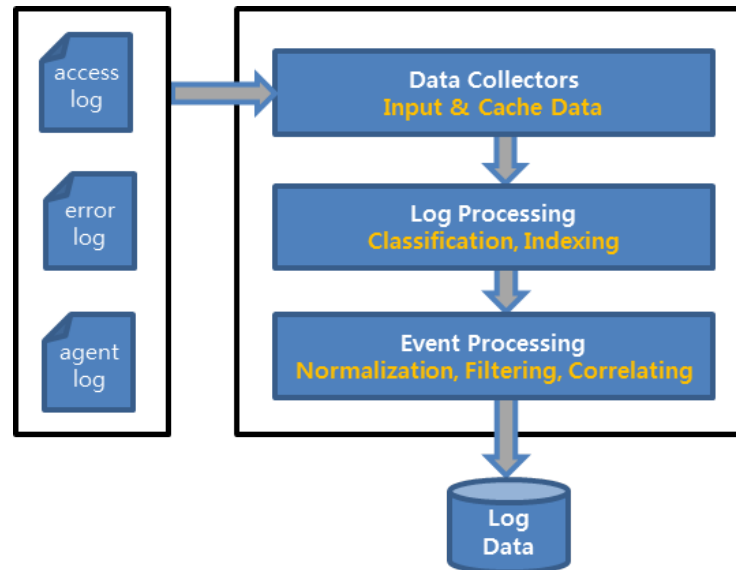 access
log
error
log
agent
log
Data Collectors
Input & Cache Data
Log Processing
Classification, Indexing
Event Processing
Normalization, Filtering, Correlating
Log
Data